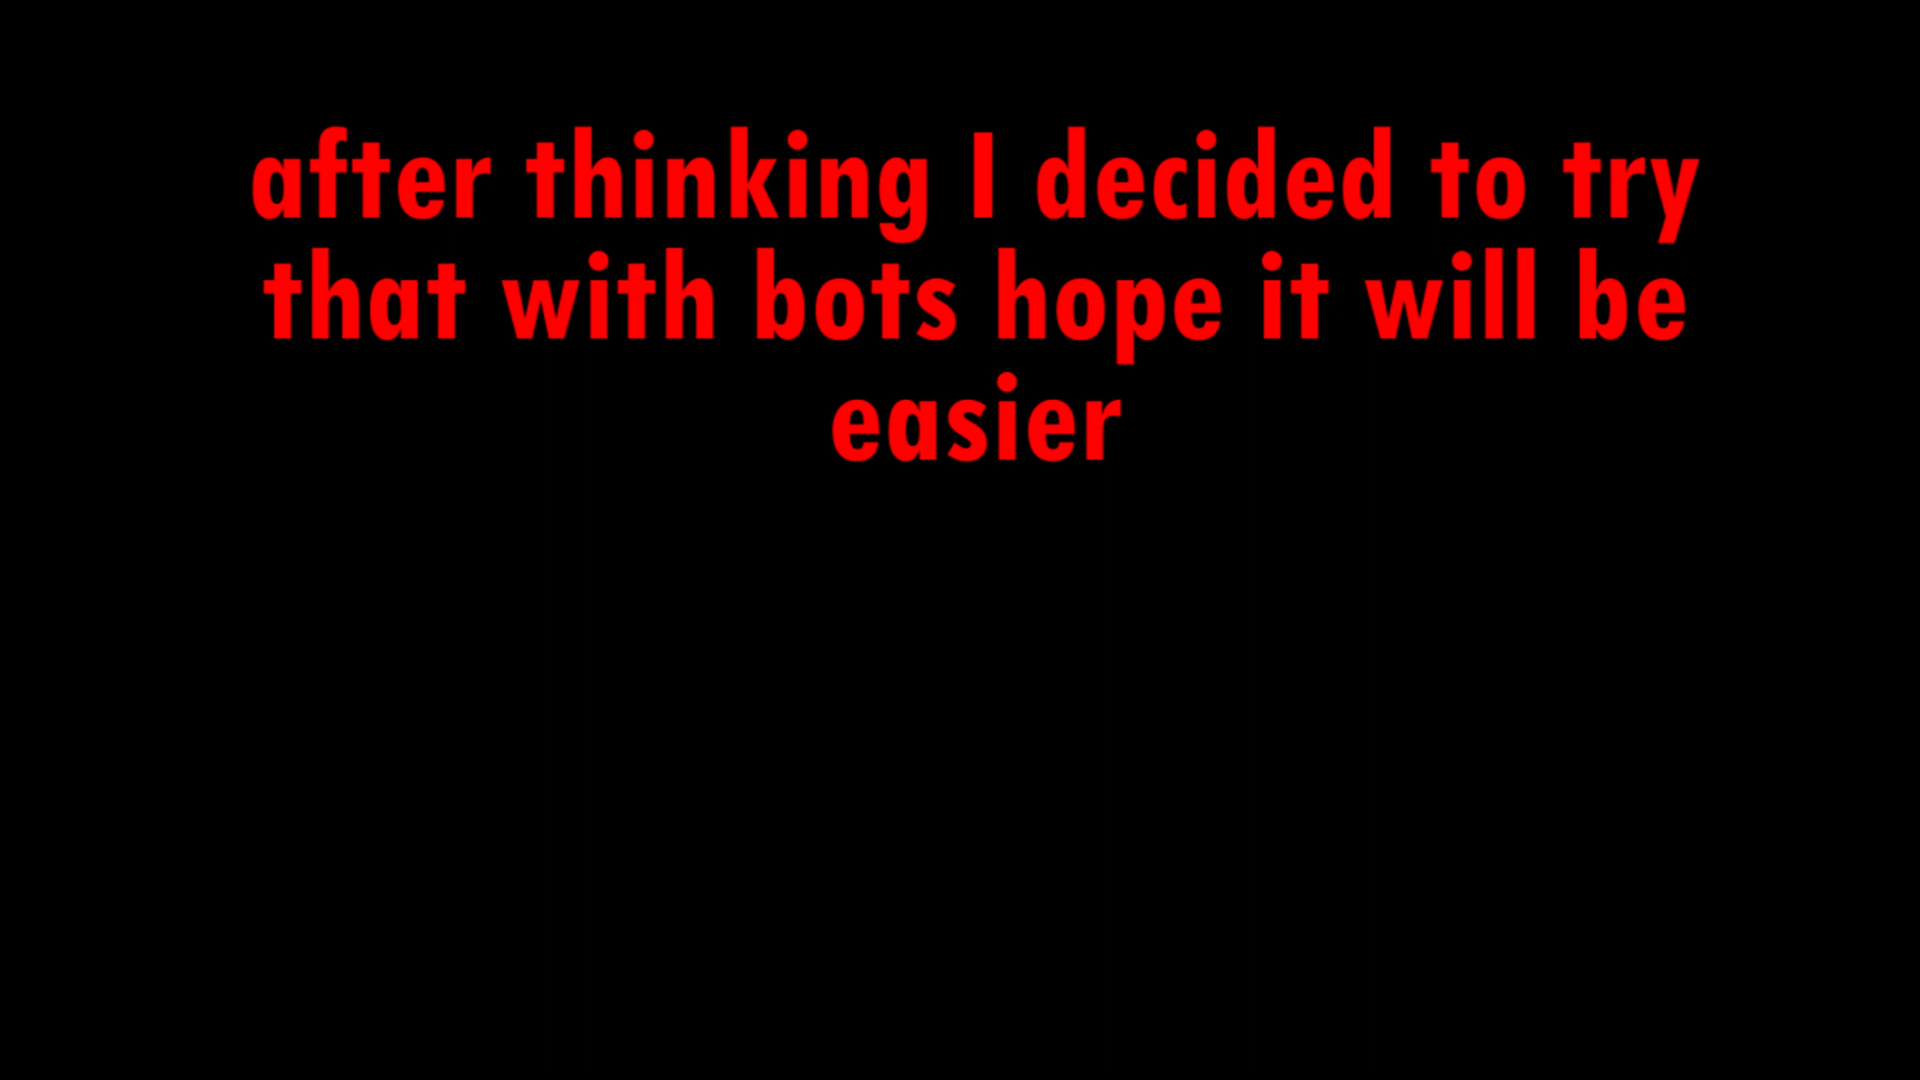 after thinking I decided to try
that with bots hope it will be
easier